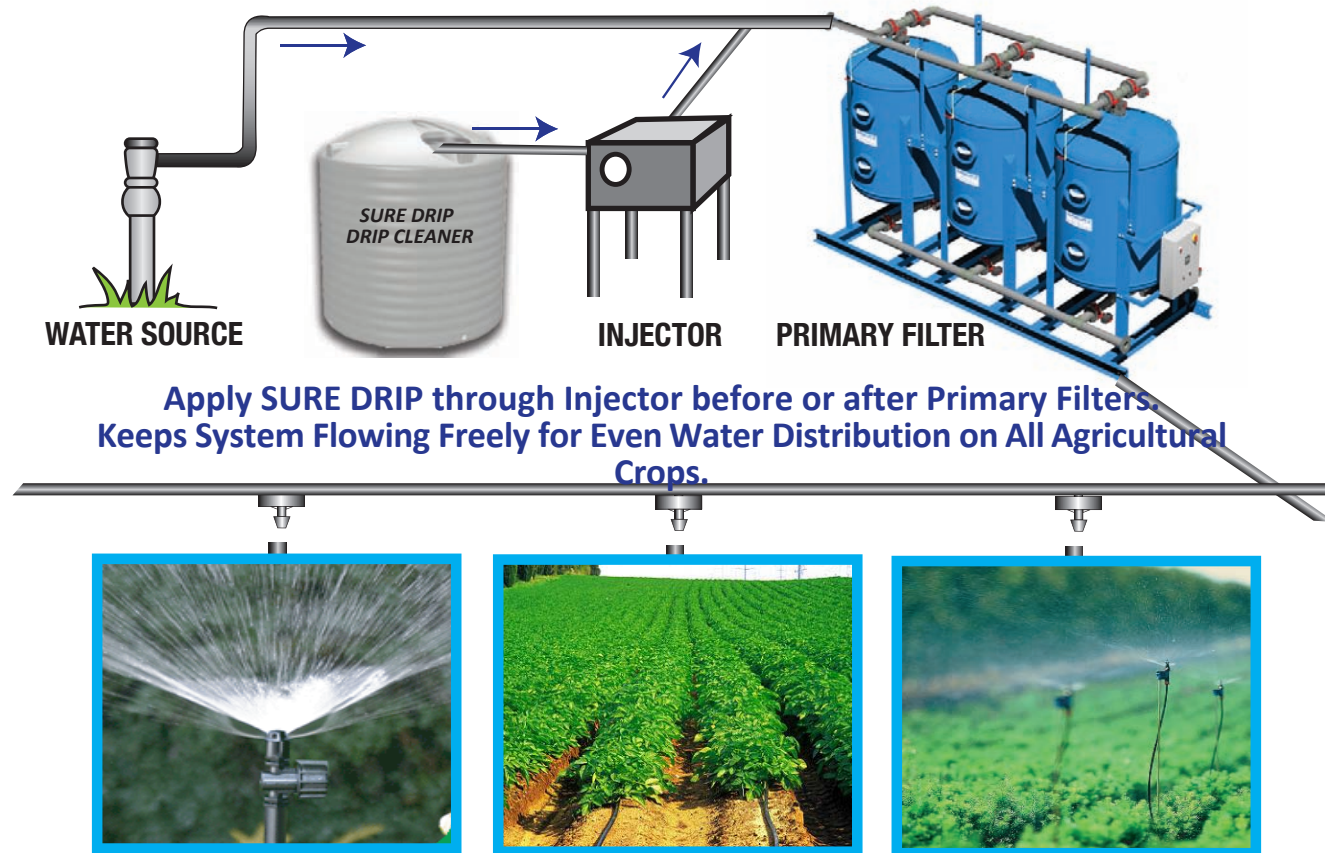 SURE DRIP
DRIP CLEANER
WATER SOURCE
INJECTOR
PRIMARY FILTER
Apply SURE DRIP through Injector before or after Primary Filters.
Keeps System Flowing Freely for Even Water Distribution on All Agricultural
Crops.